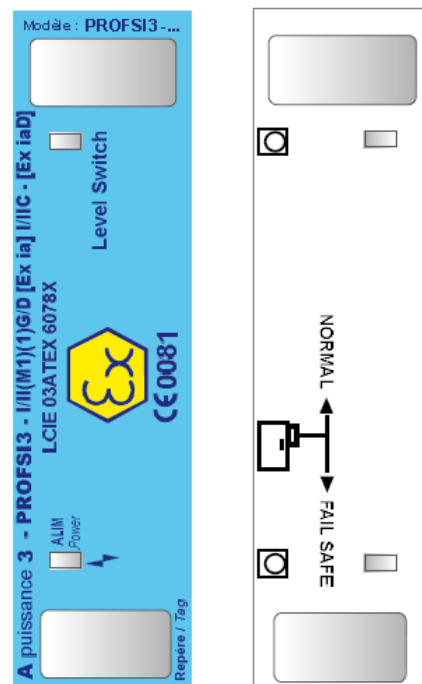 Modèle : PROFSI3 -...
A puissance 3 - PROFSI3 - I/II(M1)(1)G/D [Ex ia] I/IIC - [Ex iaD]
LCIE 03ATEX 6078X
Level Switch
εx
CE 0081
ALIM
Power
Repère / Tag
NORMAL
FAIL SAFE